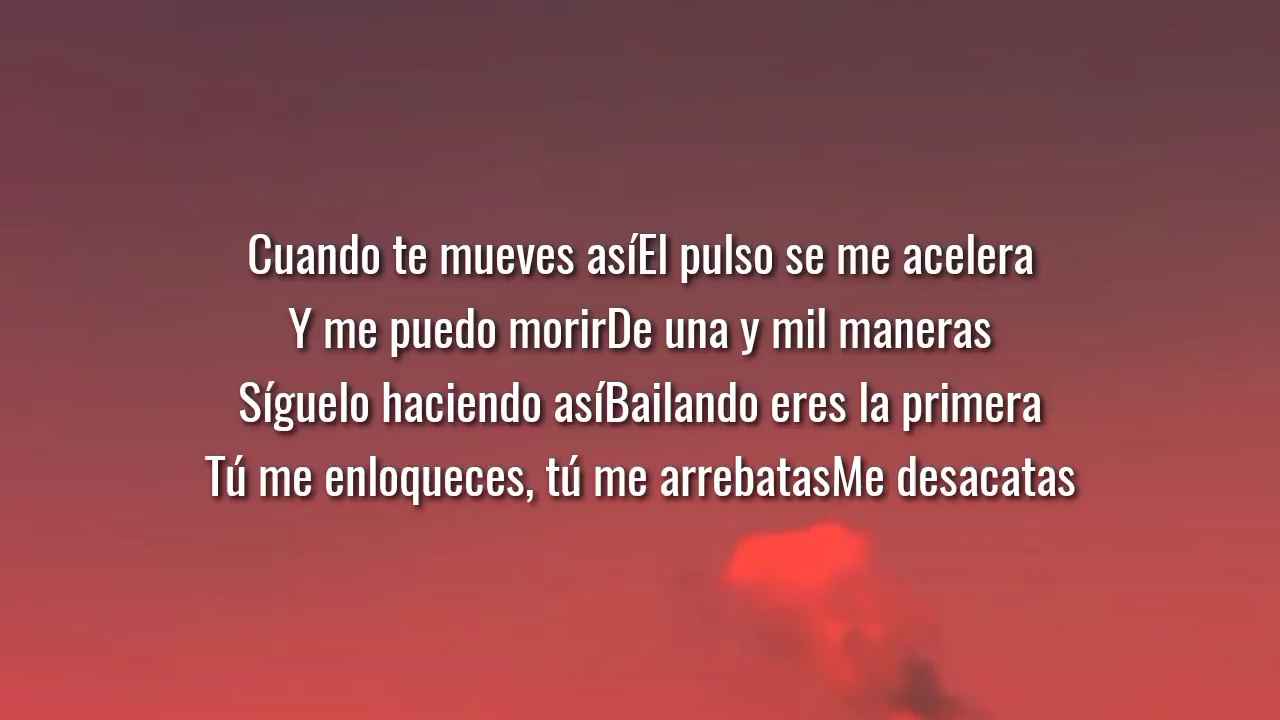 Cuando te mueves asíEl pulso se me acelera
Y me puedo morirDe una y mil maneras
Síguelo haciendo asíBailando eres la primera
Tú me enloqueces, tú me arrebatasMe desacatas